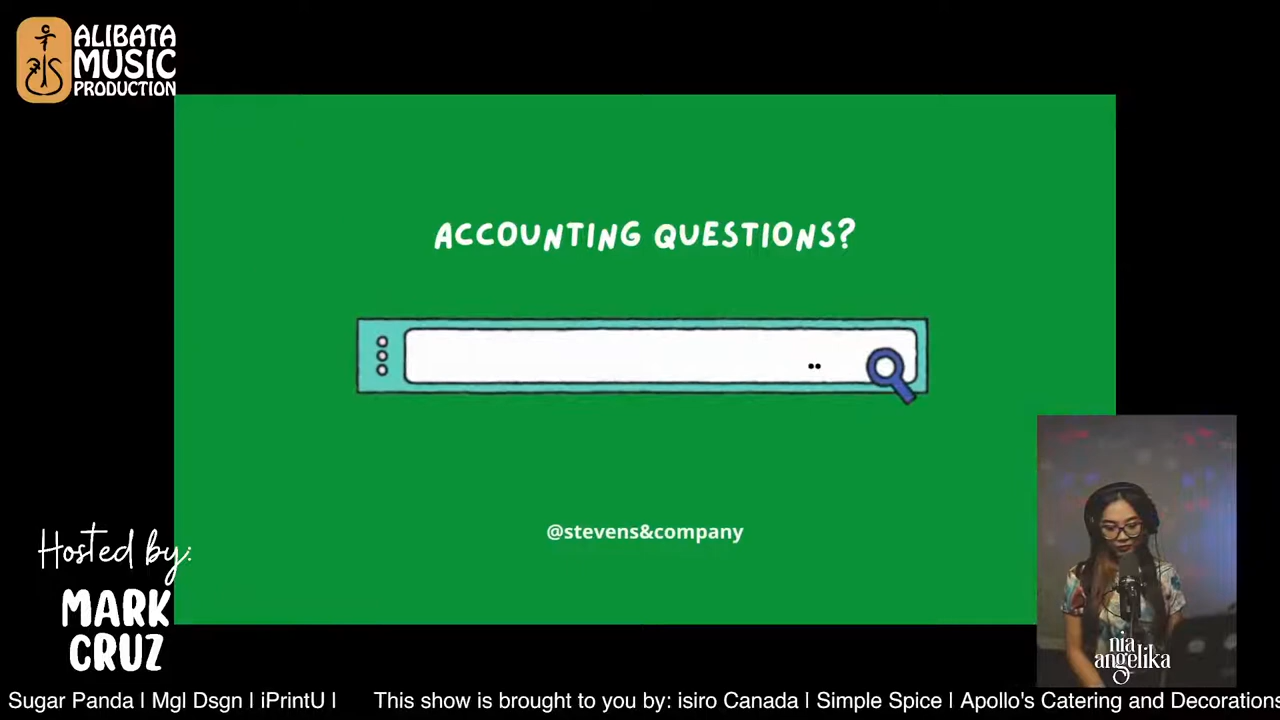 ALIBATA
MUSIC
PRODUCTION
ACCOUNTING QUESTIONS?
..
@stevens&company
Hosted by:
MARK
CRUZ
nia
angelika
Sugar Panda | Mgl Dsgn | iPrintU | This show is brought to you by: isiro Canada | Simple Spice | Apollo's Catering and Decorations